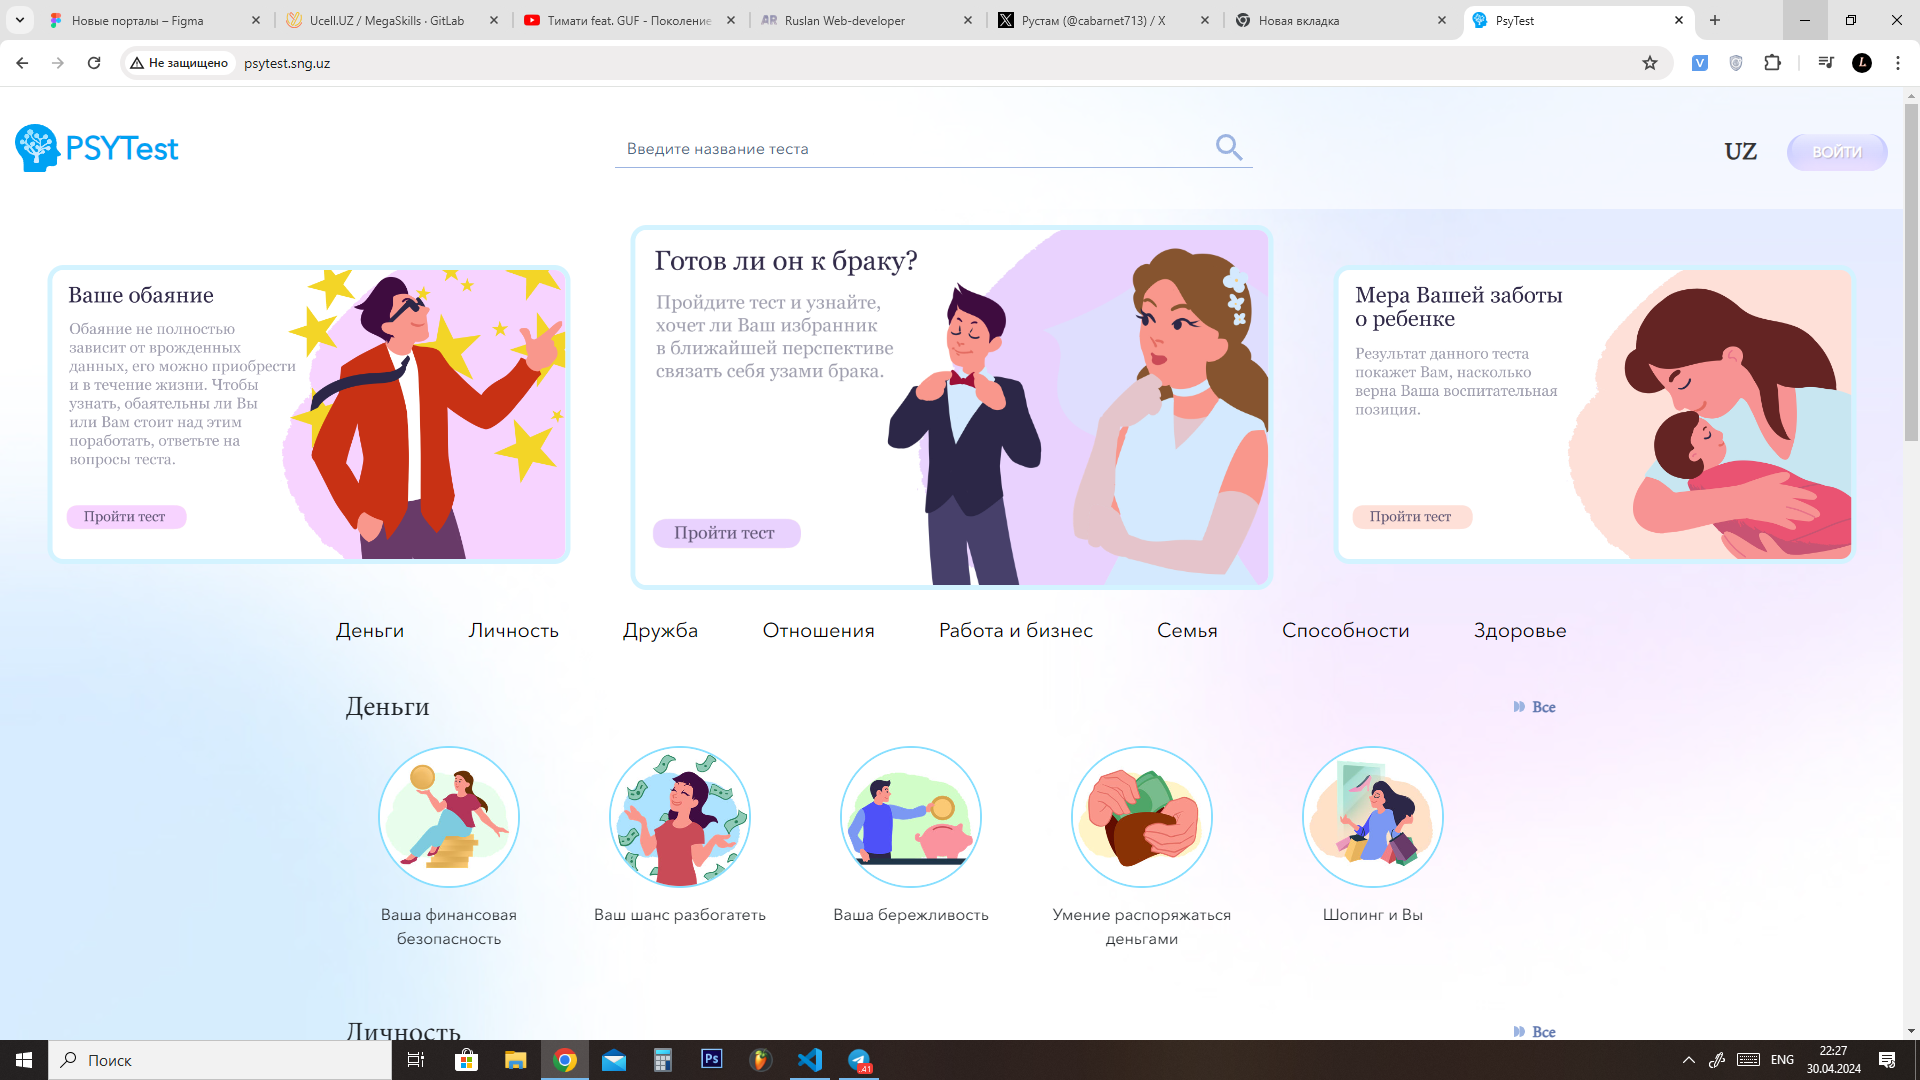 Новые порталы – Figma
Ucell.UZ / MegaSkills · GitLab
Тимати feat. GUF - Поколение
Ruslan Web-developer
Рустам (@cabarnet713) / X
Новая вкладка
PsyTest
Не защищено
psytest.sng.uz
PSYTest
Введите название теста
UZ
ВОЙТИ
Ваше обаяние
Обаяние не полностью
зависит от врожденных
данных, его можно приобрести
и в течение жизни. Чтобы
узнать, обаятельны ли Вы
или Вам стоит над этим
поработать, ответьте на
вопросы теста.
Пройти тест
Готов ли он к браку?
Пройдите тест и узнайте,
хочет ли Ваш избранник
в ближайшей перспективе
связать себя узами брака.
Пройти тест
Мера Вашей заботы
о ребенке
Результат данного теста
покажет Вам, насколько
верна Ваша воспитательная
позиция.
Пройти тест
Деньги Личность Дружба Отношения Работа и бизнес Семья Способности Здоровье
Деньги
Все
Ваша финансовая
безопасность
Ваш шанс разбогатеть
Ваша бережливость
Умение распоряжаться
деньгами
Шопинг и Вы
Личность
Все
Поиск
Ps
41
ENG
22:27
30.04.2024